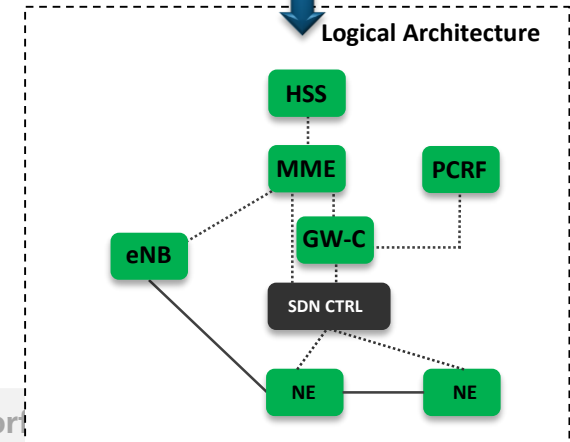 Logical Architecture
HSS
MME
PCRF
GW-C
eNB
SDN CTRL
NE
NE